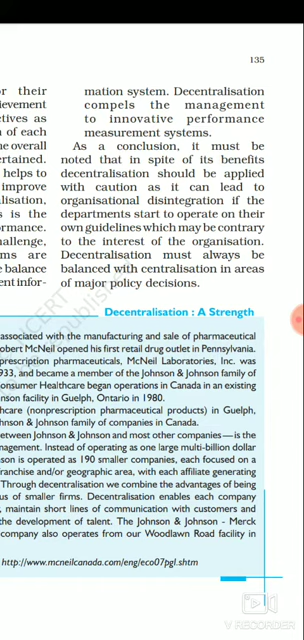 135
or their
ievement
ctives as
n of each
he overall
ertained.
helps to
improve
alisation,
s is the
ormance.
hallenge,
ms are
e balance
ent infor-
mation system. Decentralisation
compels the management
to innovative performance
measurement systems.
As a conclusion, it must be
noted that in spite of its benefits
decentralisation should be applied
with caution as it can lead to
organisational disintegration if the
departments start to operate on their
own guidelines which may be contrary
to the interest of the organisation.
Decentralisation must always be
balanced with centralisation in areas
of major policy decisions.
Decentralisation : A Strength
associated with the manufacturing and sale of pharmaceutical
obert McNeil opened his first retail drug outlet in Pennsylvania.
prescription pharmaceuticals, McNeil Laboratories, Inc. was
933, and became a member of the Johnson & Johnson family of
onsumer Healthcare began operations in Canada in an existing
nson facility in Guelph, Ontario in 1980.
hcare (nonprescription pharmaceutical products) in Guelph,
hnson & Johnson family of companies in Canada.
between Johnson & Johnson and most other companies—is the
nagement. Instead of operating as one large multi-billion dollar
nson is operated as 190 smaller companies, each focused on a
franchise and/or geographic area, with each affiliate generating
Through decentralisation we combine the advantages of being
us of smaller firms. Decentralisation enables each company
, maintain short lines of communication with customers and
the development of talent. The Johnson & Johnson - Merck
company also operates from our Woodlawn Road facility in
http://www.mcneilcanada.com/eng/eco07pgl.shtm
V RECORDER